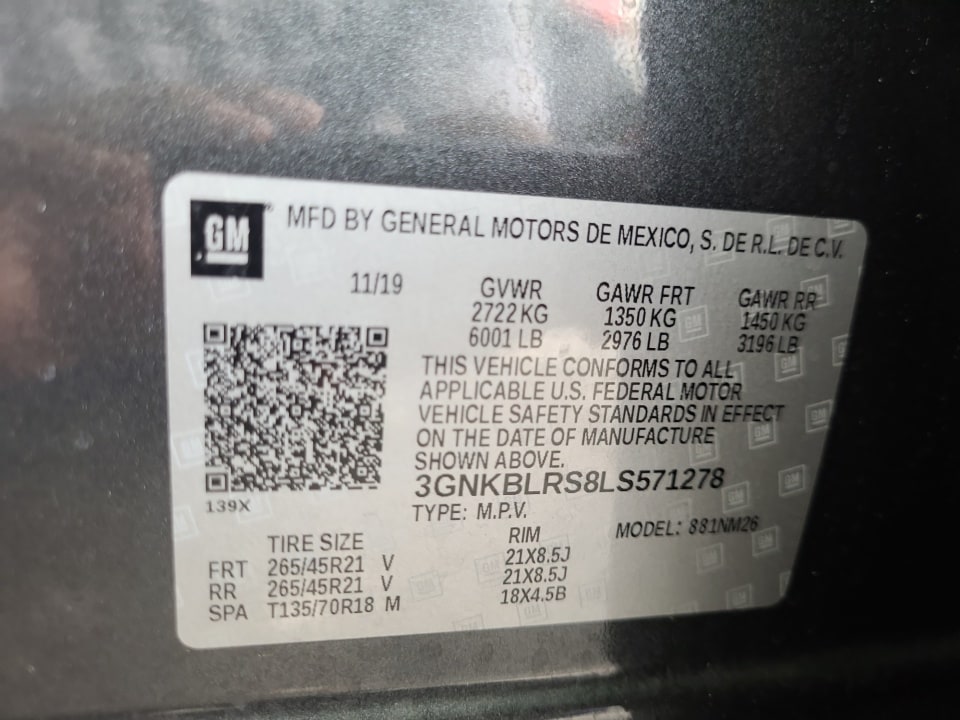 GM
MFD BY GENERAL MOTORS DE MEXICO, S. DE R.L. DE C.V.
11/19
GVWR GAWR FRT GAWR RR
2722 KG 1350 KG 1450 KG
6001 LB 2976 LB 3196 LB
THIS VEHICLE CONFORMS TO ALL
APPLICABLE U.S. FEDERAL MOTOR
VEHICLE SAFETY STANDARDS IN EFFECT
ON THE DATE OF MANUFACTURE
SHOWN ABOVE.
3GNKBLRS8LS571278
139X
TYPE: M.P.V. MODEL: 881NM26
TIRE SIZE RIM
FRT 265/45R21 V 21X8.5J
RR 265/45R21 V 21X8.5J
SPA T135/70R18 M 18X4.5B